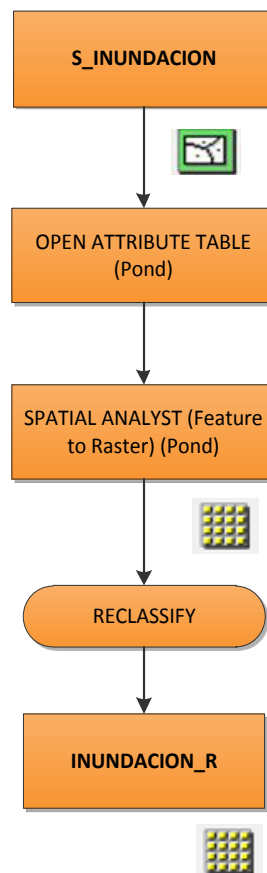 S_INUNDACION
OPEN ATTRIBUTE TABLE
(Pond)
SPATIAL ANALYST (Feature
to Raster) (Pond)
RECLASSIFY
INUNDACION_R